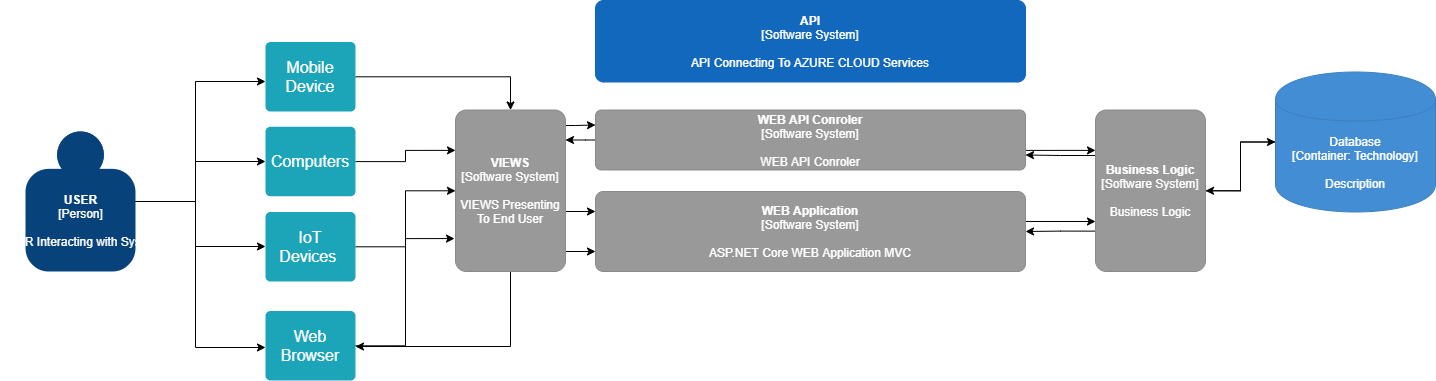 API
[Software System]
API Connecting To AZURE CLOUD Services
Mobile
Device
Computers
IoT
Devices
Web
Browser
USER
[Person]
R Interacting with Sys
VIEWS
[Software System]
VIEWS Presenting
To End User
WEB API Conroler
[Software System]
WEB API Conroler
WEB Application
[Software System]
ASP.NET Core WEB Application MVC
Business Logic
[Software System]
Business Logic
Database
[Container: Technology]
Description